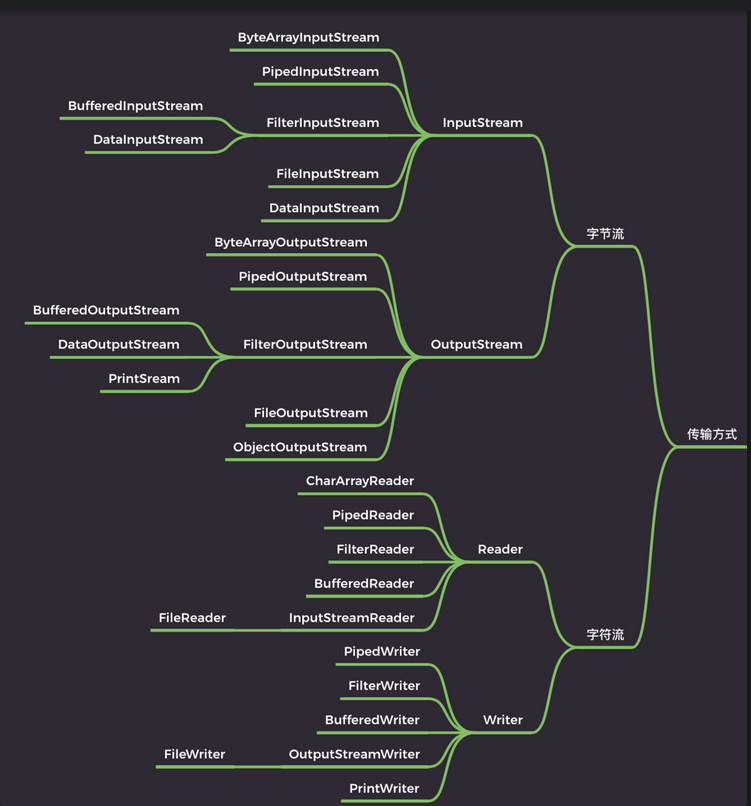 ByteArrayInputStream
PipedInputStream
BufferedInputStream
FilterInputStream
InputStream
DataInputStream
FileInputStream
DataInputStream
字节流
ByteArrayOutputStream
PipedOutputStream
BufferedOutputStream
DataOutputStream
FilterOutputStream
OutputStream
PrintSream
FileOutputStream
传输方式
ObjectOutputStream
CharArrayReader
PipedReader
FilterReader
Reader
BufferedReader
FileReader
InputStreamReader
字符流
PipedWriter
FilterWriter
BufferedWriter
Writer
FileWriter
OutputStreamWriter
PrintWriter